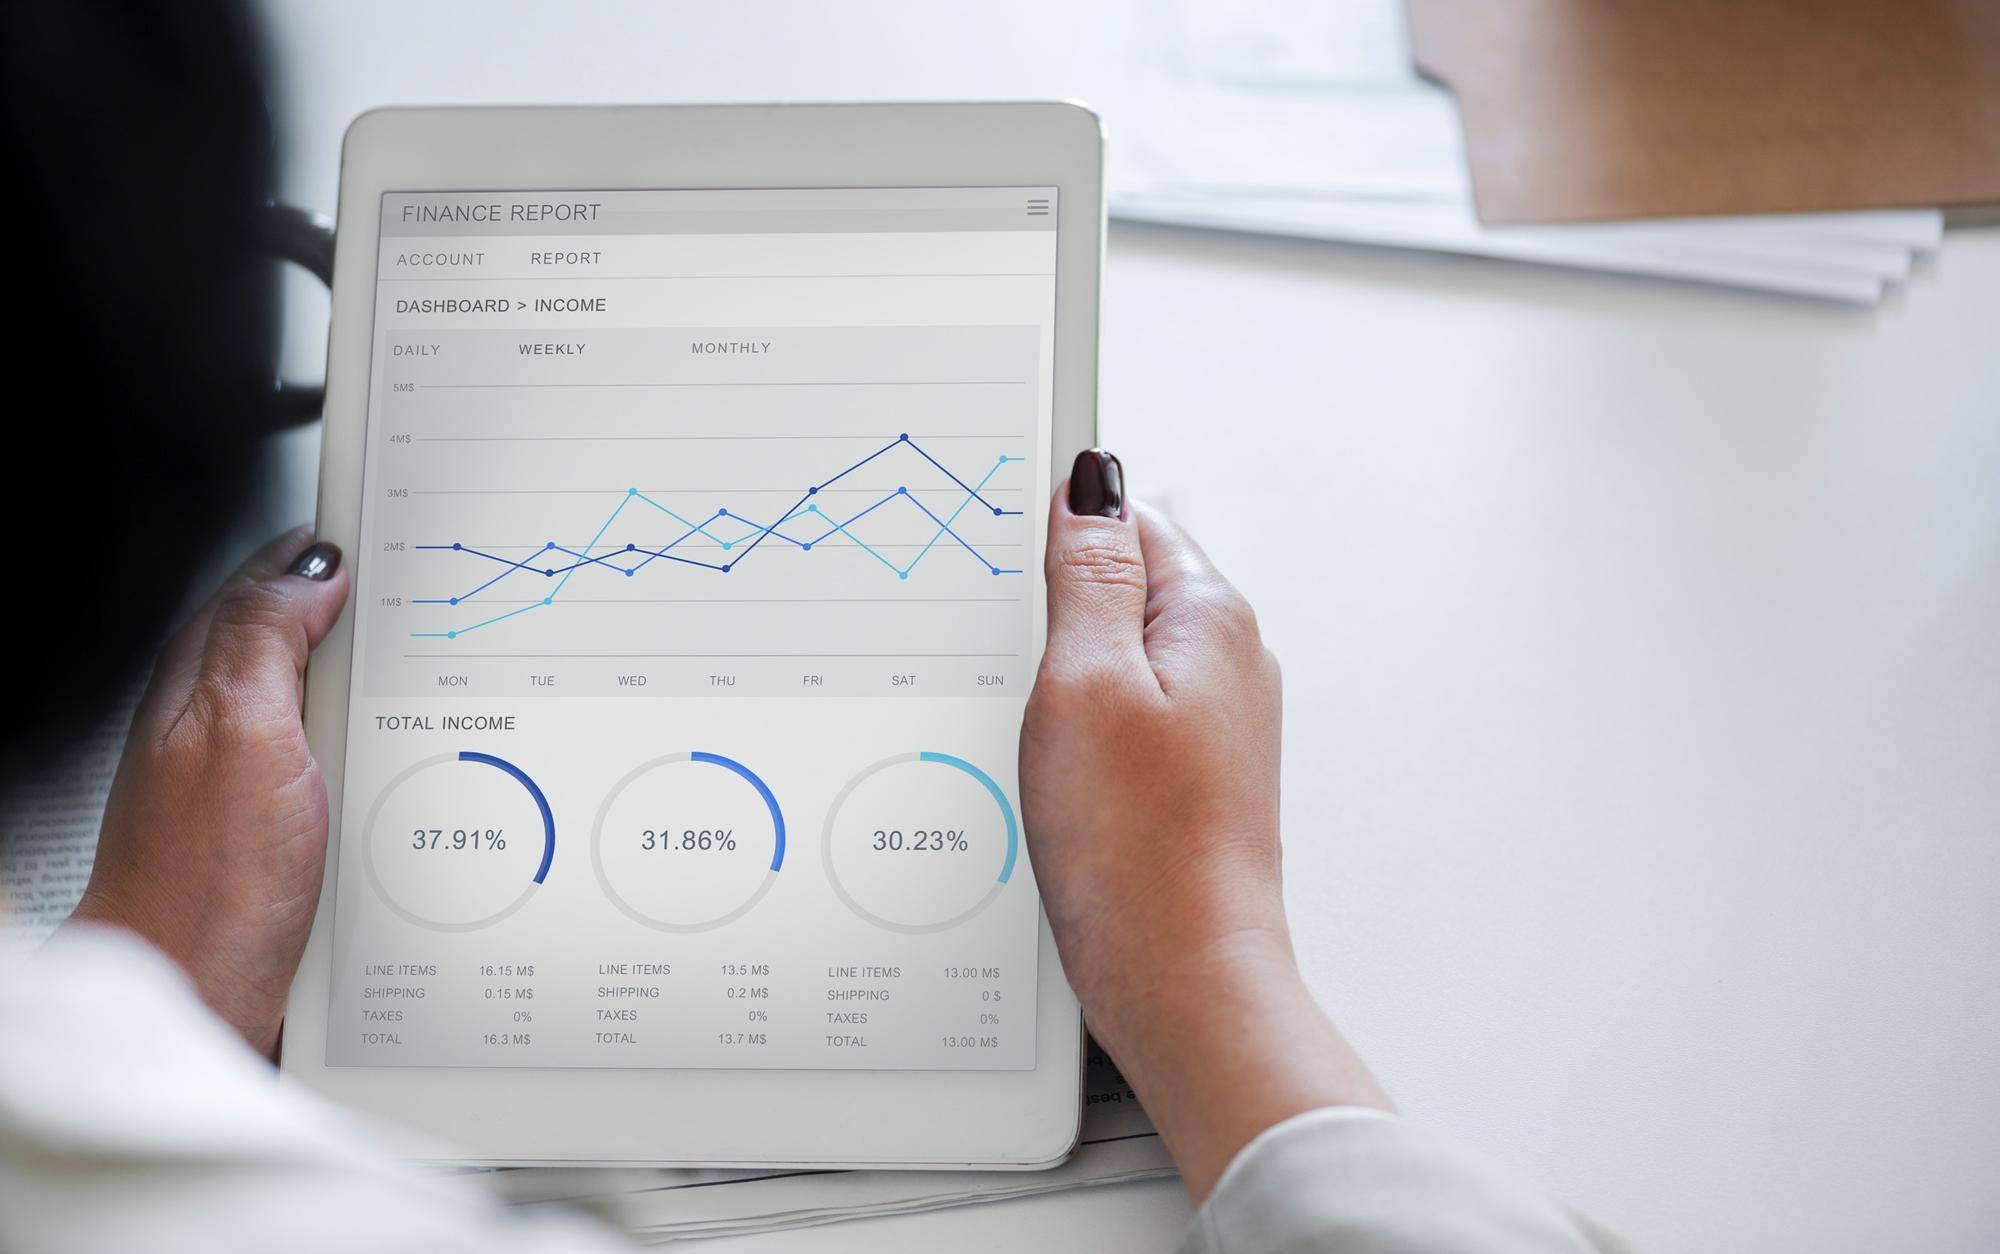 FINANCE REPORT
ACCOUNT REPORT
DASHBOARD > INCOME
DAILY WEEKLY MONTHLY
5M$
4M$
3M$
2M$
1M$
MON TUE WED THU FRI SAT SUN
TOTAL INCOME
37.91% 31.86% 30.23%
LINE ITEMS 16.15 M$
SHIPPING 0.15 M$
TAXES 0%
TOTAL 16.3 M$
LINE ITEMS 13.5 M$
SHIPPING 0.2 M$
TAXES 0%
TOTAL 13.7 M$
LINE ITEMS 13.00 M$
SHIPPING 0 $
TAXES 0%
TOTAL 13.00 M$